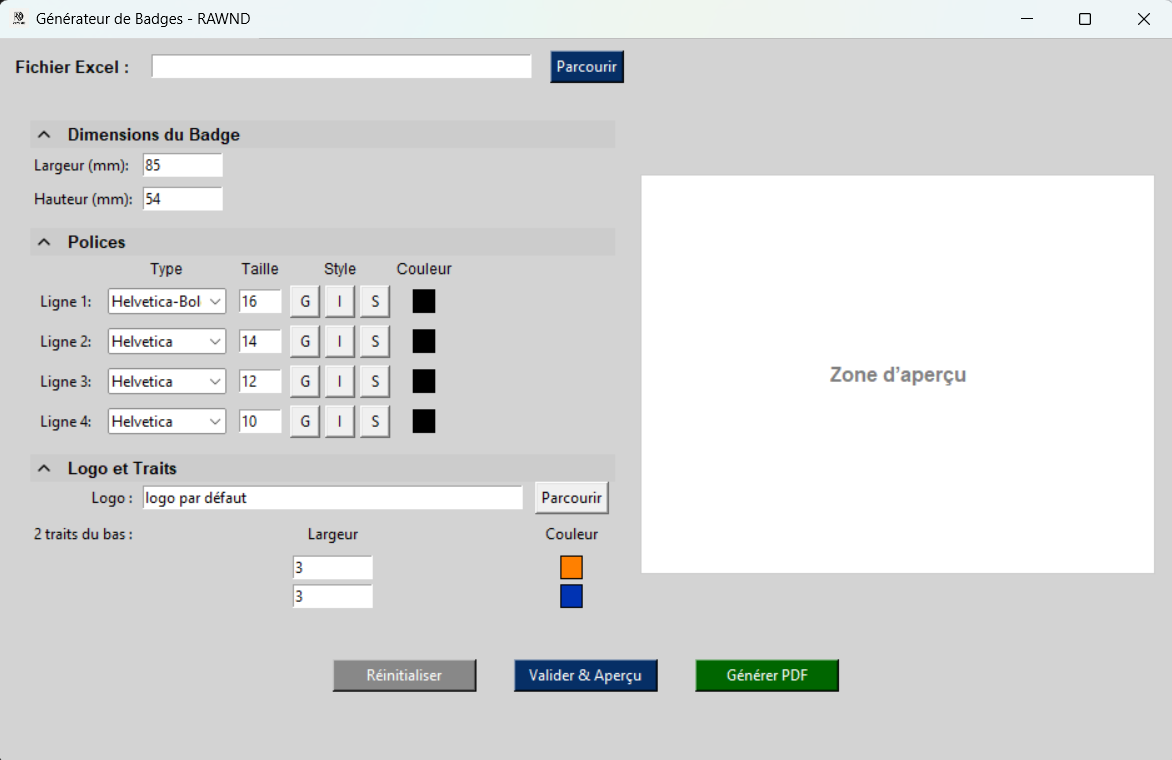 Générateur de Badges - RAWND
Fichier Excel :
Parcourir
Dimensions du Badge
Largeur (mm): 85
Hauteur (mm): 54
Polices
Type Taille Style Couleur
Ligne 1: Helvetica-Bol 16 G I S
Ligne 2: Helvetica 14 G I S
Ligne 3: Helvetica 12 G I S
Ligne 4: Helvetica 10 G I S
Logo et Traits
Logo : logo par défaut Parcourir
2 traits du bas : Largeur Couleur
3
3
Zone d’aperçu
Réinitialiser Valider & Aperçu Générer PDF